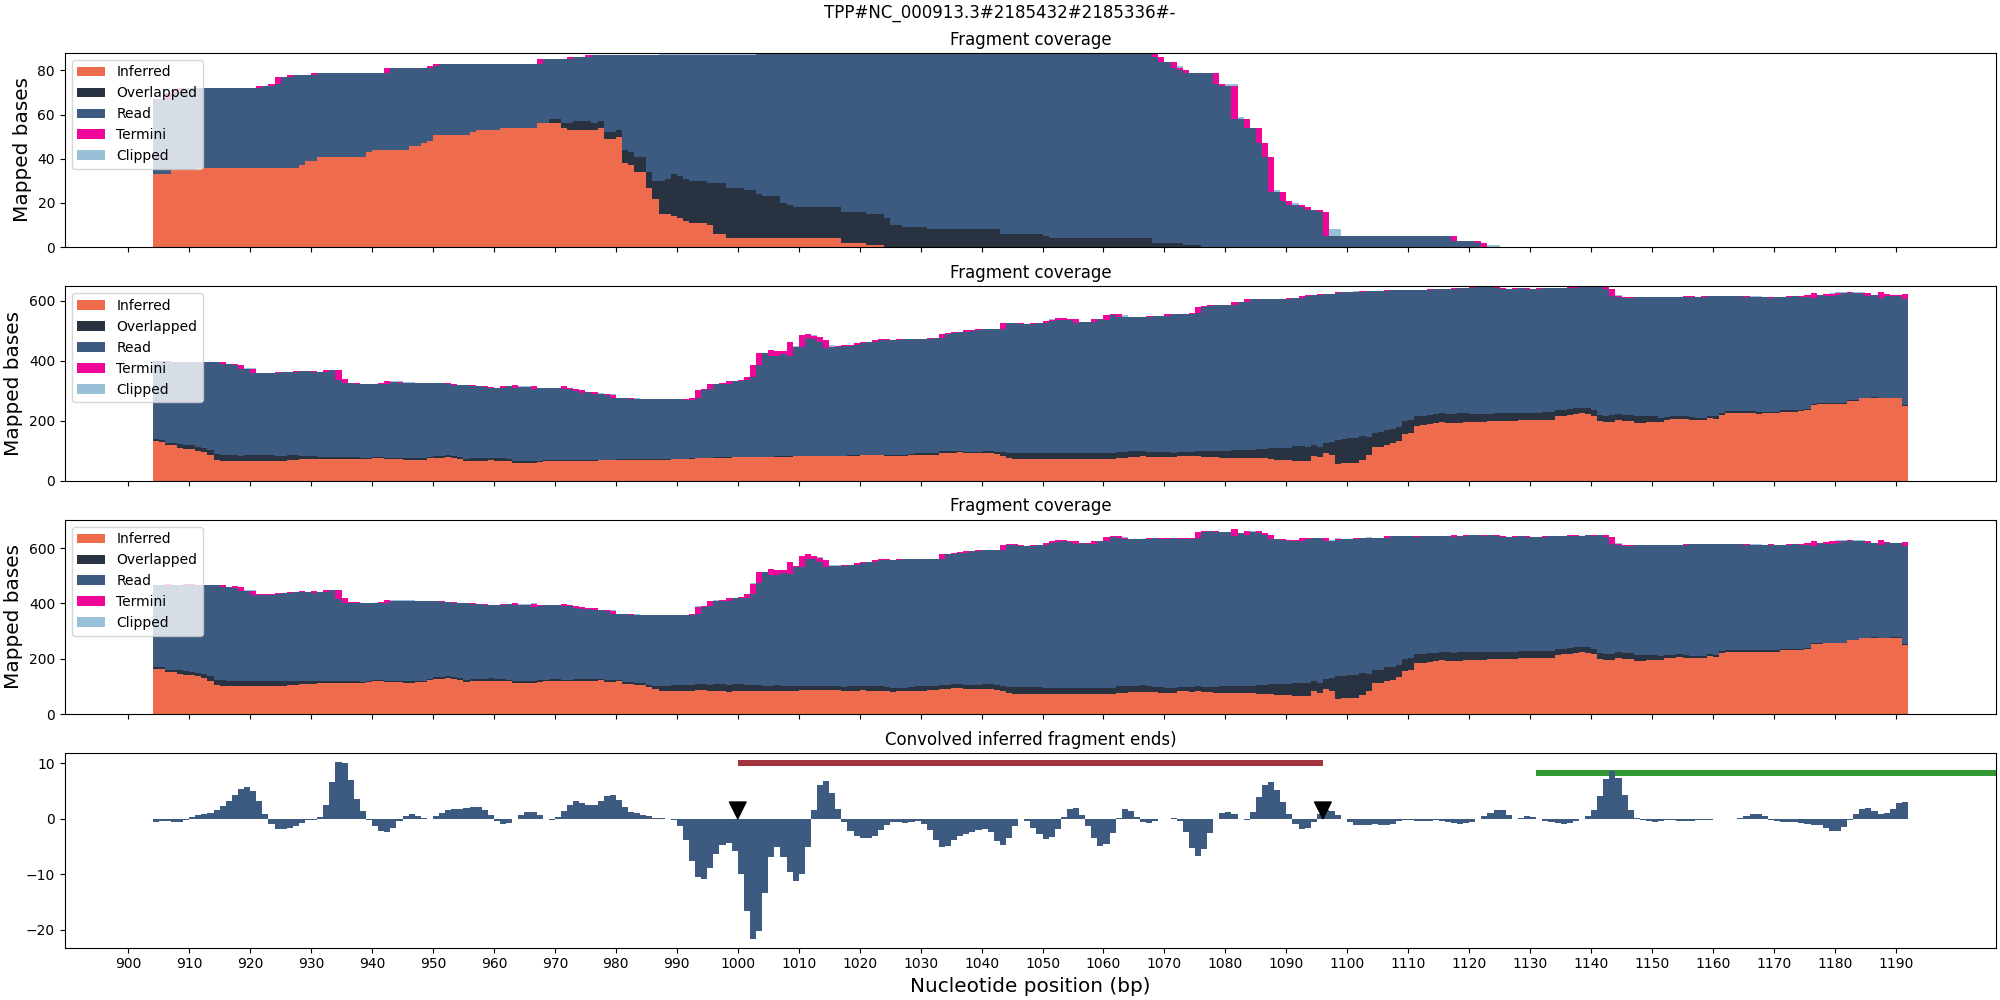 TPP#NC_000913.3#2185432#2185336#-
Fragment coverage
Mapped bases
80
60
40
20
0
Inferred
Overlapped
Read
Termini
Clipped
Fragment coverage
Mapped bases
600
400
200
0
Inferred
Overlapped
Read
Termini
Clipped
Fragment coverage
Mapped bases
600
400
200
0
Inferred
Overlapped
Read
Termini
Clipped
Convolved inferred fragment ends)
10
0
−10
−20
900 910 920 930 940 950 960 970 980 990 1000 1010 1020 1030 1040 1050 1060 1070 1080 1090 1100 1110 1120 1130 1140 1150 1160 1170 1180 1190
Nucleotide position (bp)